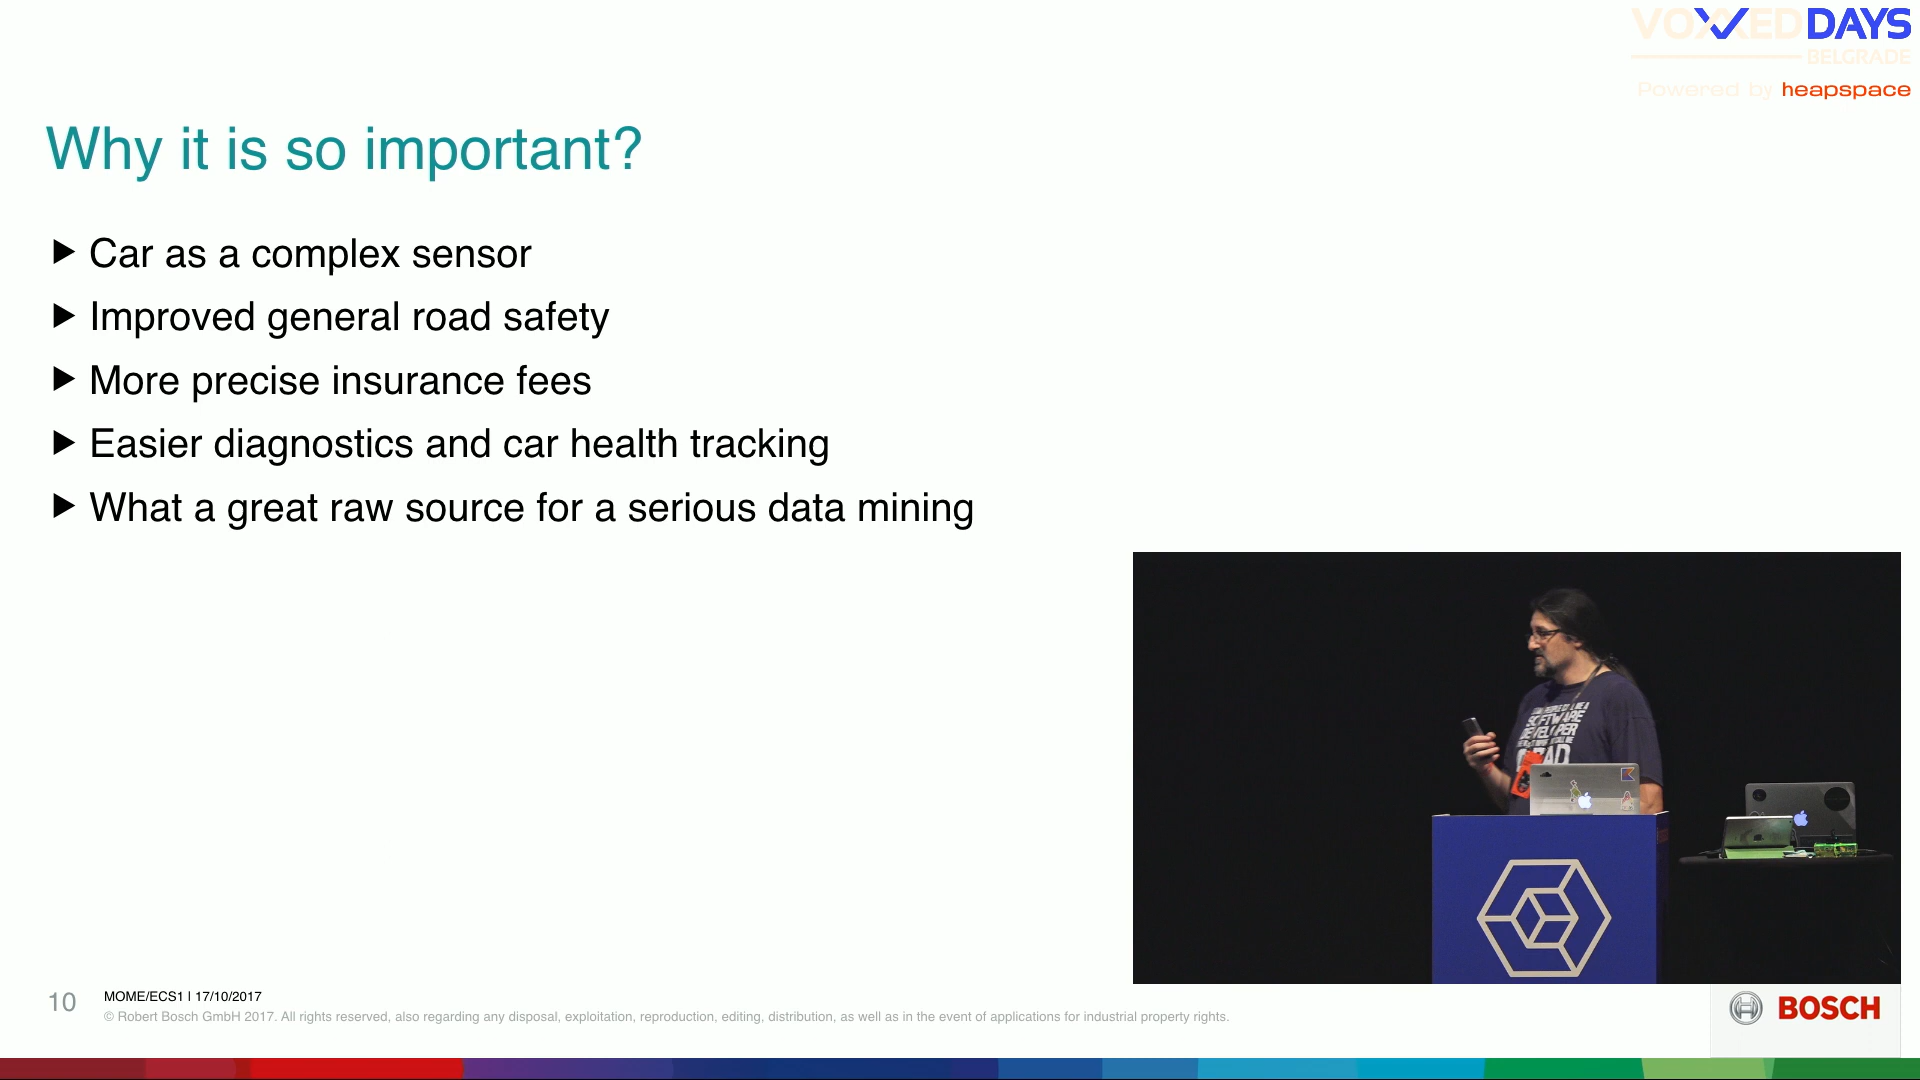 VOXXED DAYS
BELGRADE
Powered by heapspace
Why it is so important?
Car as a complex sensor
Improved general road safety
More precise insurance fees
Easier diagnostics and car health tracking
What a great raw source for a serious data mining
SOFTWARE
DEVELOPER
10
MOME/ECS1 | 17/10/2017
© Robert Bosch GmbH 2017. All rights reserved, also regarding any disposal, exploitation, reproduction, editing, distribution, as well as in the event of applications for industrial property rights.
BOSCH